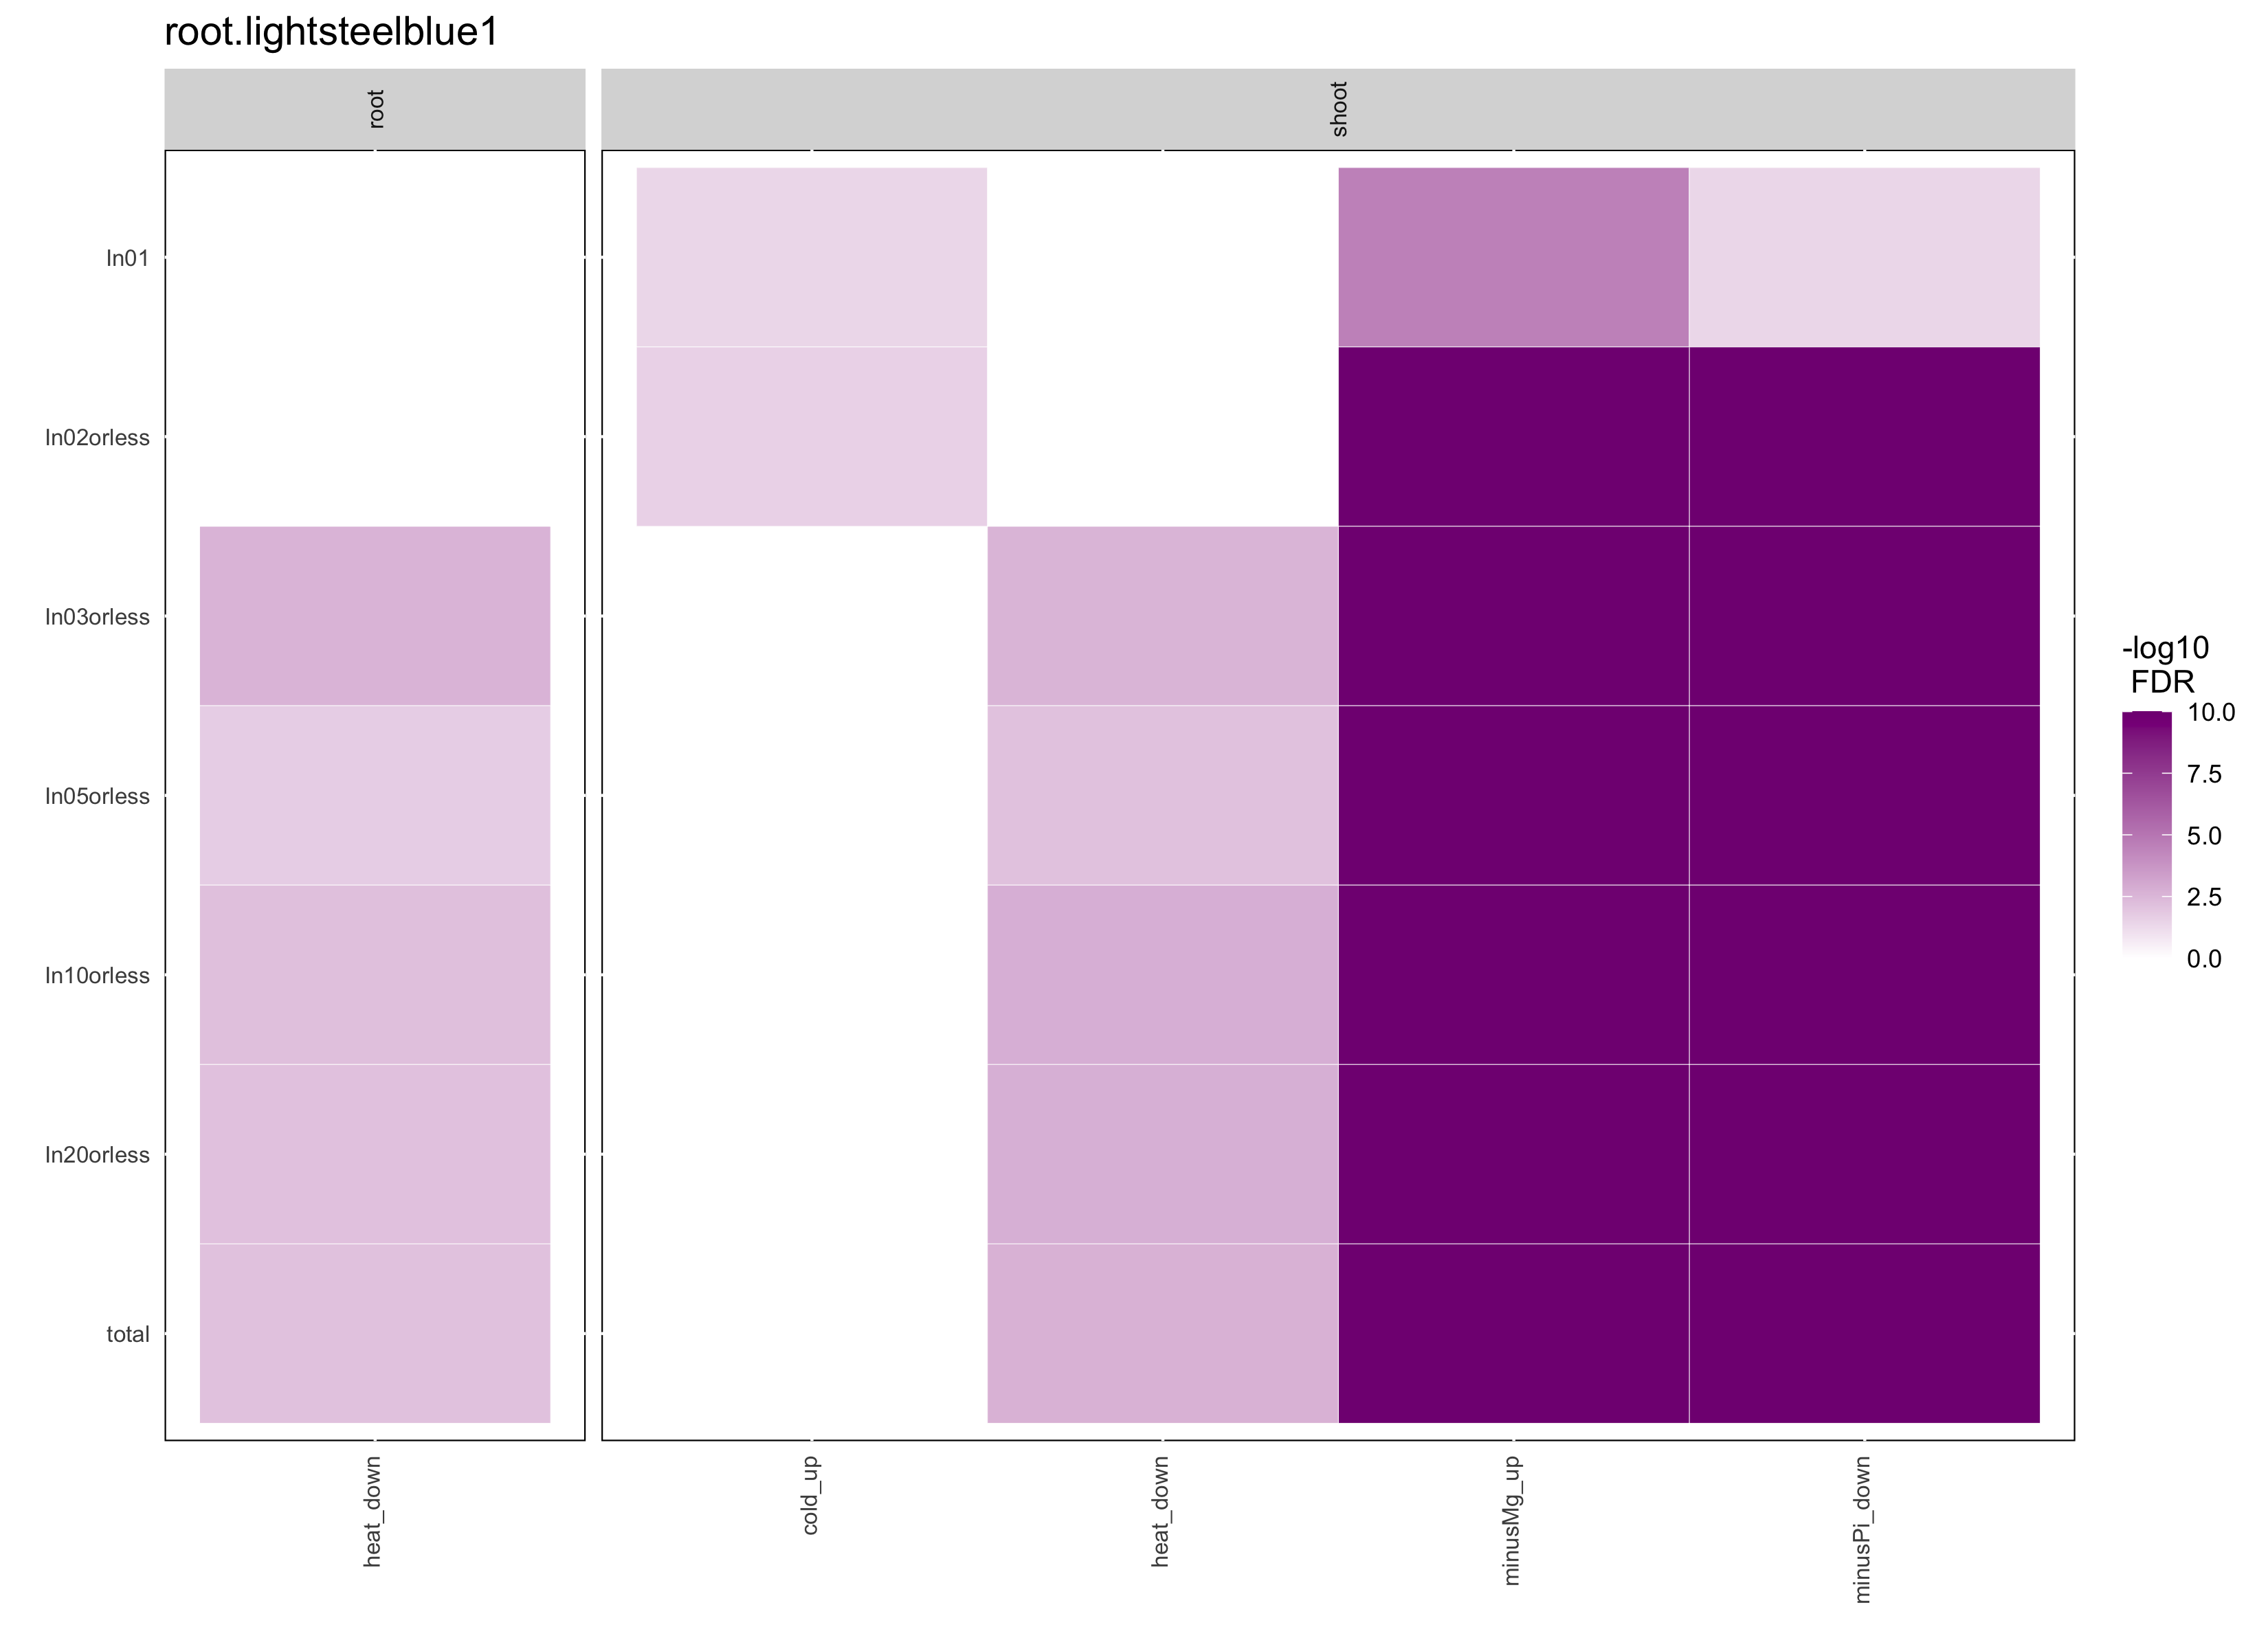 root.lightsteelblue1
root
shoot
In01
In02orless
In03orless
In05orless
In10orless
In20orless
total
heat_down
cold_up
heat_down
minusMg_up
minusPi_down
-log10
FDR
10.0
7.5
5.0
2.5
0.0